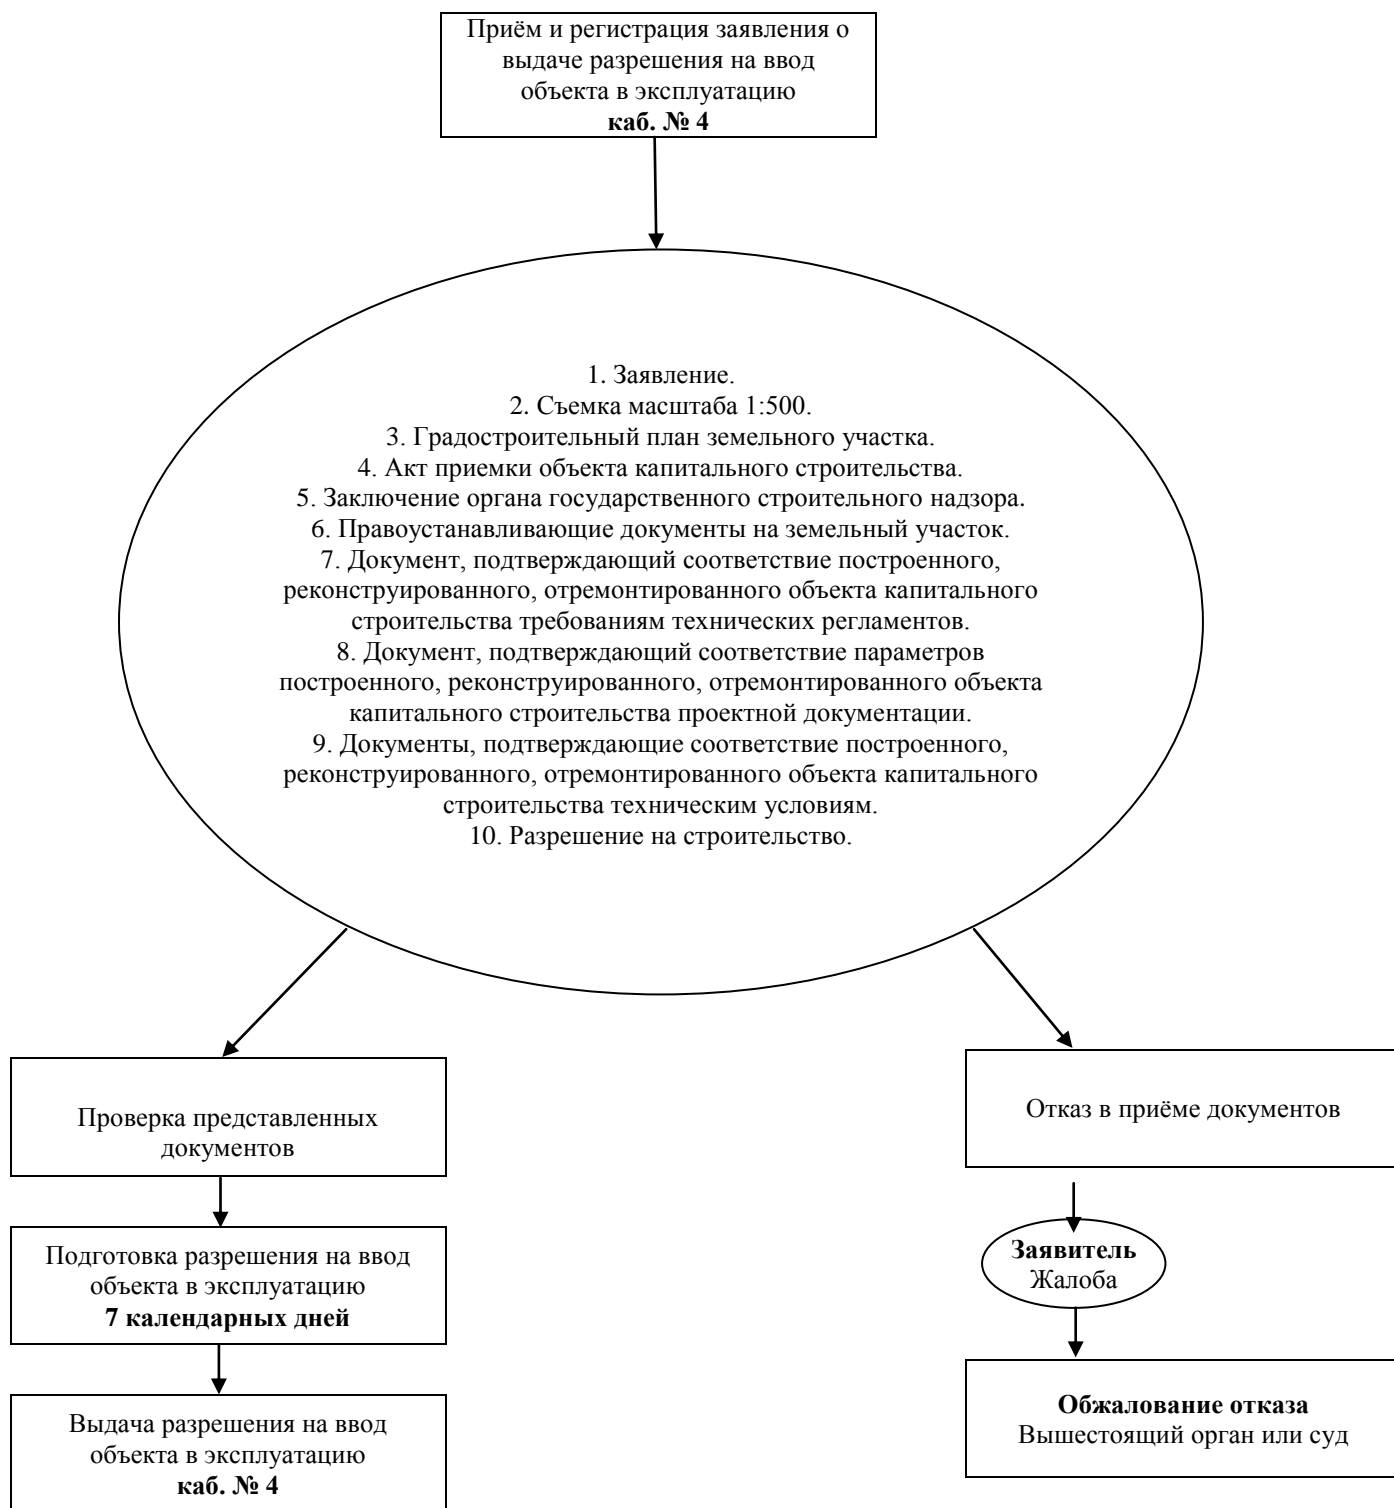 Приём и регистрация заявления о
выдаче разрешения на ввод
объекта в эксплуатацию
каб. № 4
1. Заявление.
2. Съемка масштаба 1:500.
3. Градостроительный план земельного участка.
4. Акт приемки объекта капитального строительства.
5. Заключение органа государственного строительного надзора.
6. Правоустанавливающие документы на земельный участок.
7. Документ, подтверждающий соответствие построенного,
реконструированного, отремонтированного объекта капитального
строительства требованиям технических регламентов.
8. Документ, подтверждающий соответствие параметров
построенного, реконструированного, отремонтированного объекта
капитального строительства проектной документации.
9. Документы, подтверждающие соответствие построенного,
реконструированного, отремонтированного объекта капитального
строительства техническим условиям.
10. Разрешение на строительство.
Проверка представленных
документов
Подготовка разрешения на ввод
объекта в эксплуатацию
7 календарных дней
Выдача разрешения на ввод
объекта в эксплуатацию
каб. № 4
Отказ в приёме документов
Заявитель
Жалоба
Обжалование отказа
Вышестоящий орган или суд